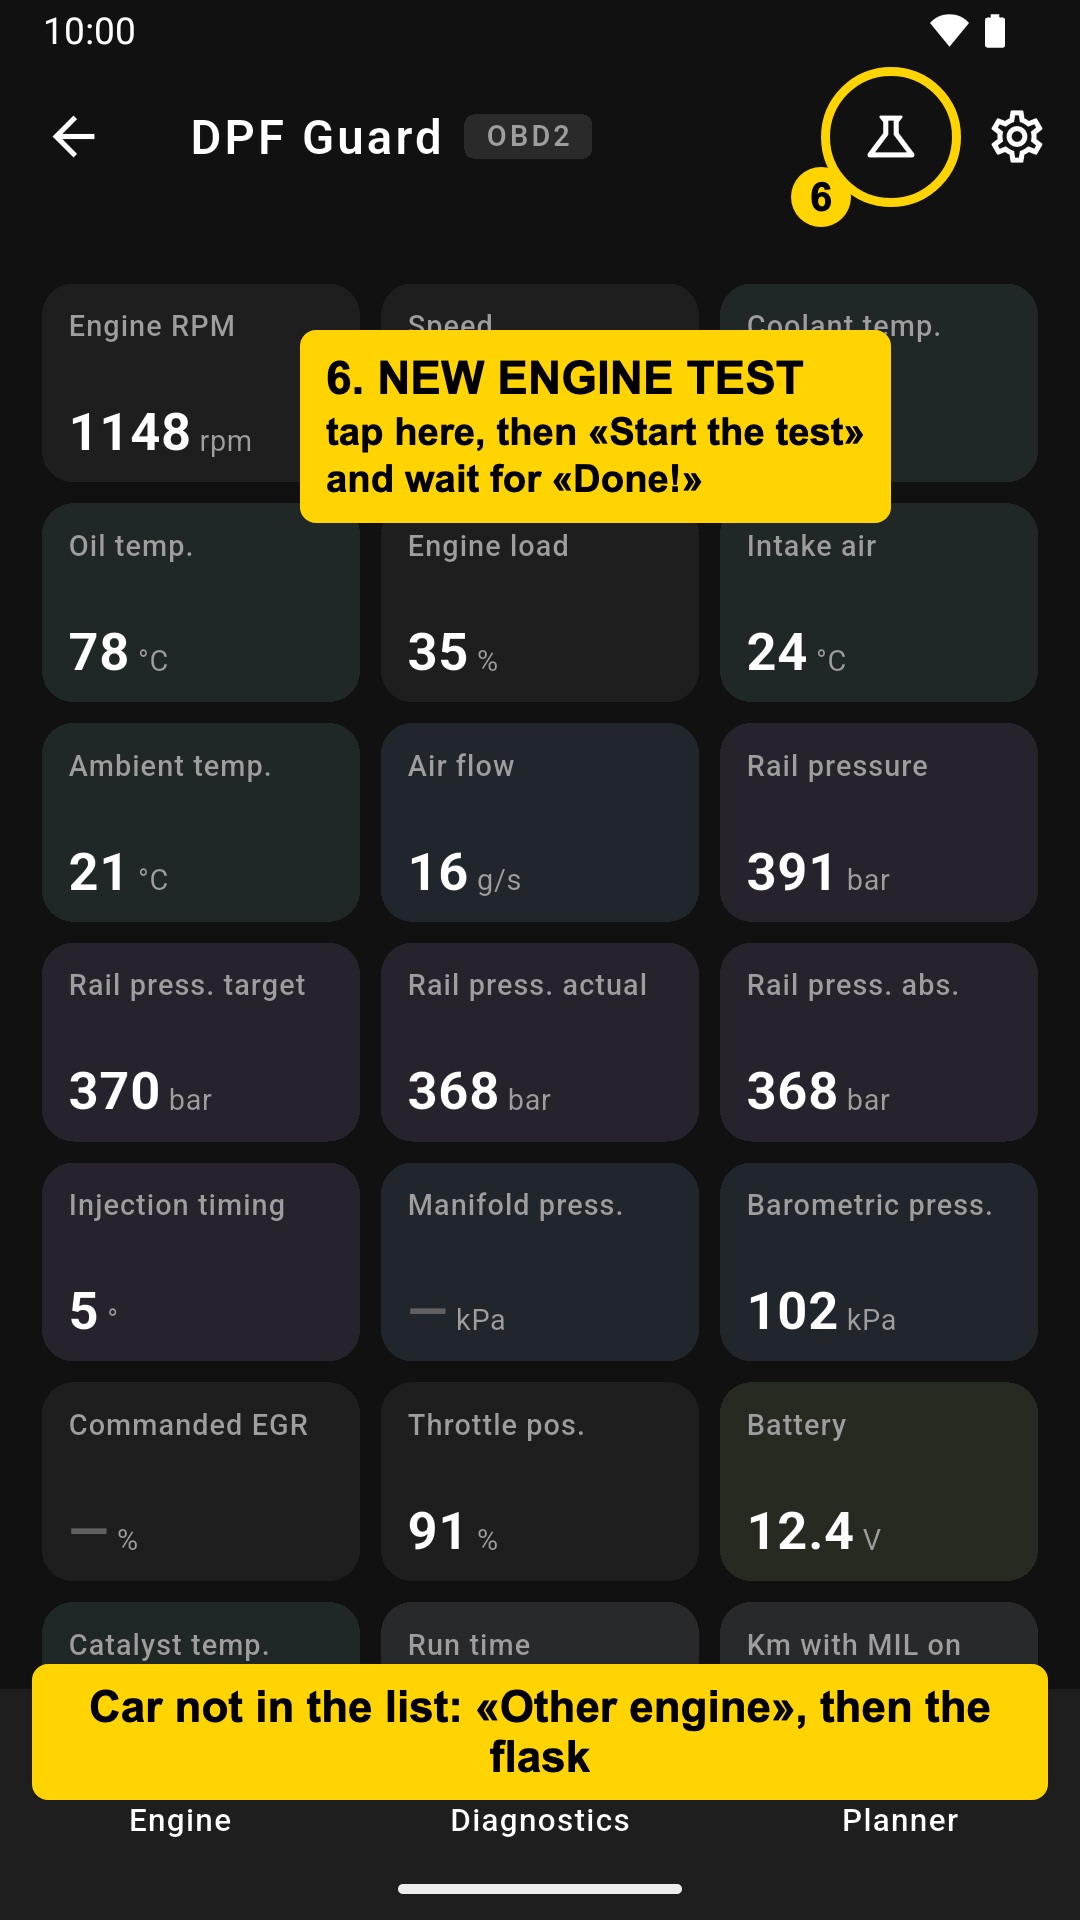 10:00
DPF Guard OBD2
6
Engine RPM
Speed
Coolant temp.
1148 rpm
6. NEW ENGINE TEST
tap here, then «Start the test»
and wait for «Done!»
Oil temp.
Engine load
Intake air
78 °C
35 %
24 °C
Ambient temp.
Air flow
Rail pressure
21 °C
16 g/s
391 bar
Rail press. target
Rail press. actual
Rail press. abs.
370 bar
368 bar
368 bar
Injection timing
Manifold press.
Barometric press.
5 °
— kPa
102 kPa
Commanded EGR
Throttle pos.
Battery
— %
91 %
12.4 V
Catalyst temp.
Run time
Km with MIL on
Car not in the list: «Other engine», then the
flask
Engine
Diagnostics
Planner